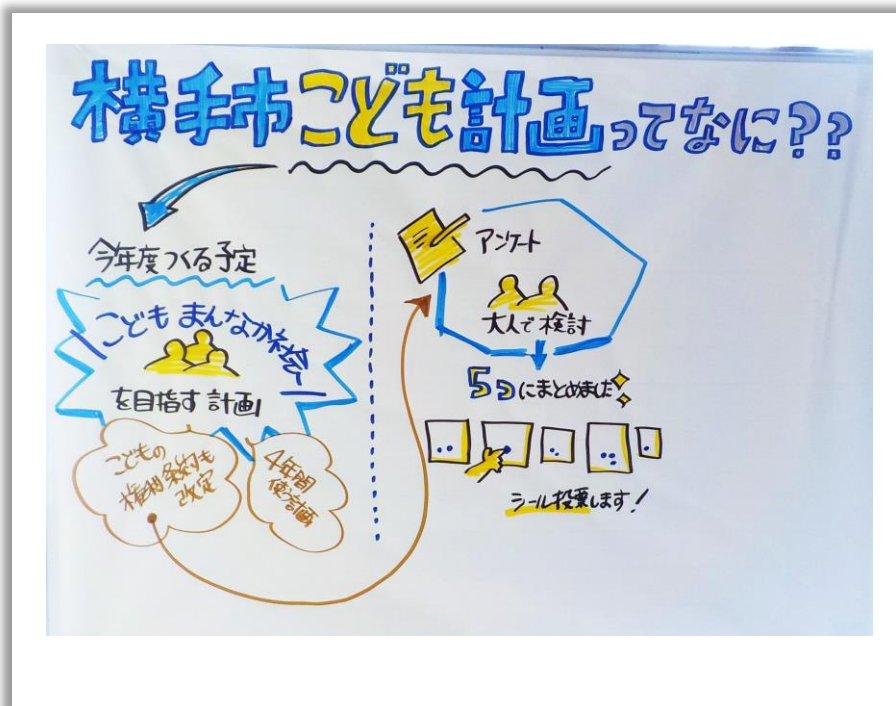 横手市こども計画ってなに??
今年度つくる予定
こどもまんなか社会
を目指す計画
こどもの
権利条約も
改定
4年間
使う計画
アンケート
大人で検討
5つにまとめました
シール投票します!